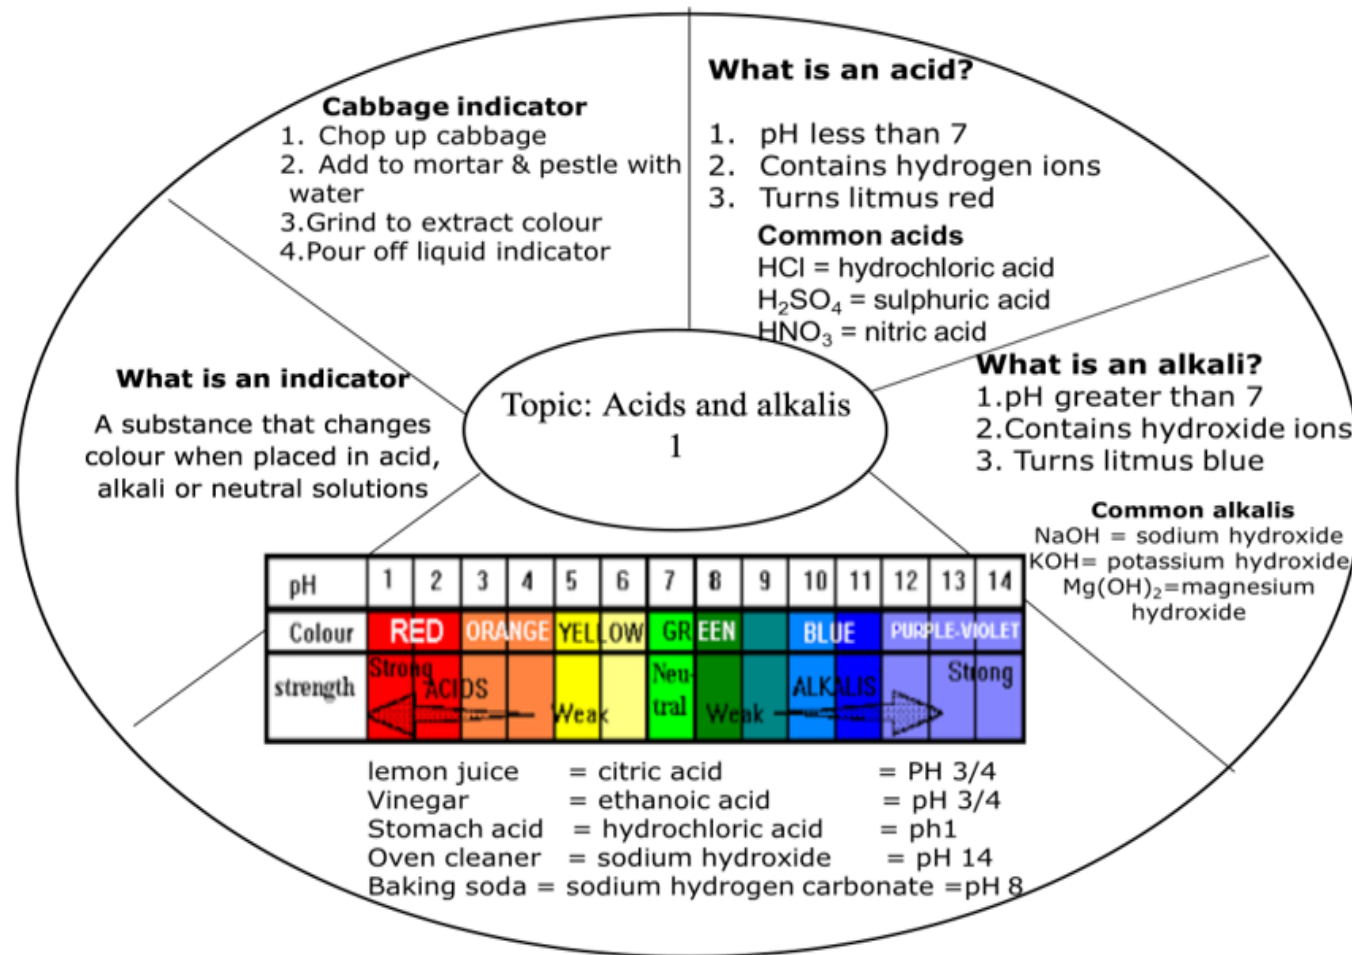 Cabbage indicator
1. Chop up cabbage
2. Add to mortar & pestle with
water
3.Grind to extract colour
4.Pour off liquid indicator
What is an acid?
1. pH less than 7
2. Contains hydrogen ions
3. Turns litmus red
Common acids
HCl = hydrochloric acid
H₂SO₄ = sulphuric acid
HNO₃ = nitric acid
What is an indicator
A substance that changes
colour when placed in acid,
alkali or neutral solutions
Topic: Acids and alkalis
1
What is an alkali?
1.pH greater than 7
2.Contains hydroxide ions
3. Turns litmus blue
Common alkalis
NaOH = sodium hydroxide
KOH= potassium hydroxide
Mg(OH)₂=magnesium
hydroxide
pH 1 2 3 4 5 6 7 8 9 10 11 12 13 14
Colour RED ORANGE YELLOW GREEN BLUE PURPLE-VIOLET
strength Strong ACIDS Weak Neu-
tral Weak ALKALIS Strong
lemon juice = citric acid = PH 3/4
Vinegar = ethanoic acid = pH 3/4
Stomach acid = hydrochloric acid = ph1
Oven cleaner = sodium hydroxide = pH 14
Baking soda = sodium hydrogen carbonate =pH 8